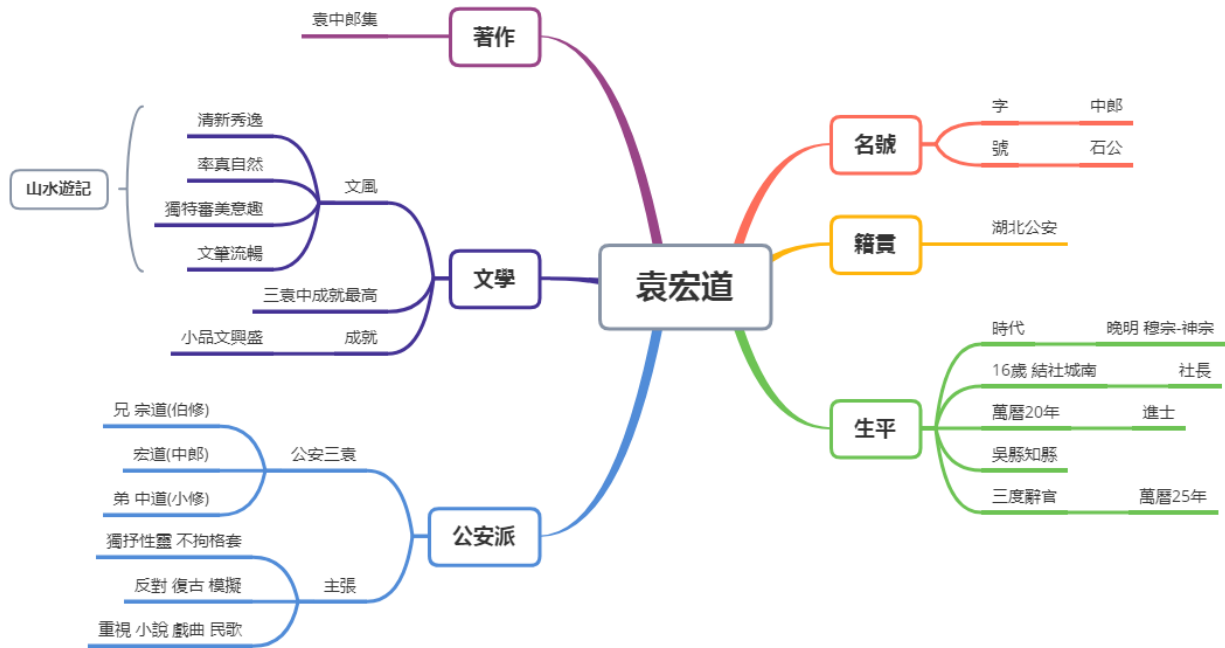 袁宏道
名號
字 中郎
號 石公
籍貫
湖北公安
生平
時代 晚明 穆宗-神宗
16歲 結社城南 社長
萬曆20年 進士
吳縣知縣
三度辭官 萬曆25年
著作
袁中郎集
文學
文風
清新秀逸
率真自然
獨特審美意趣
文筆流暢
山水遊記
三袁中成就最高
成就
小品文興盛
公安派
公安三袁
兄 宗道(伯修)
宏道(中郎)
弟 中道(小修)
主張
獨抒性靈 不拘格套
反對 復古 模擬
重視 小說 戲曲 民歌